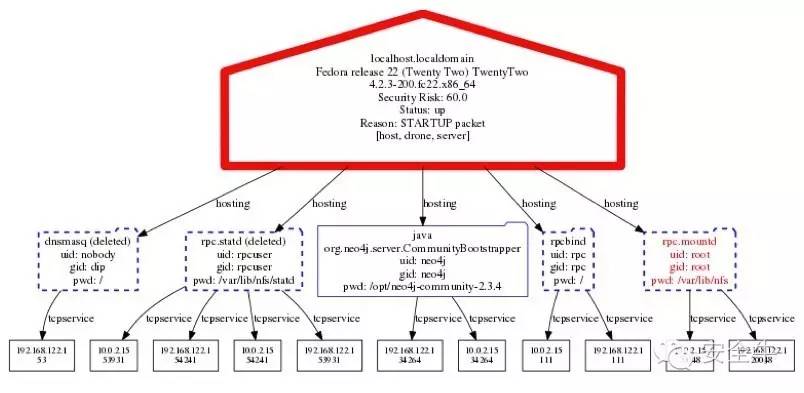 localhost.localdomain
Fedora release 22 (Twenty Two) TwentyTwo
4.2.3-200.fc22.x86_64
Security Risk: 60.0
Status: up
Reason: STARTUP packet
[host, drone, server]
hosting
hosting
hosting
hosting
hosting
dnsmasq (deleted)
uid: nobody
gid: dip
pwd: /
rpc.statd (deleted)
uid: rpcuser
gid: rpcuser
pwd: /var/lib/nfs/statd
java
org.neo4j.server.CommunityBootstrapper
uid: neo4j
gid: neo4j
pwd: /opt/neo4j-community-2.3.4
rpcbind
uid: rpc
gid: rpc
pwd: /
rpc.mountd
uid: root
gid: root
pwd: /var/lib/nfs
tcpservice
tcpservice
tcpservice
tcpservice
tcpservice
tcpservice
tcpservice
tcpservice
tcpservice
tcpservice
tcpservice
192.168.122.1
53
10.0.2.15
53931
192.168.122.1
54241
10.0.2.15
54241
192.168.122.1
53931
192.168.122.1
34264
10.0.2.15
34264
10.0.2.15
111
192.168.122.1
111
2.15
48
192.168.122.1
20048